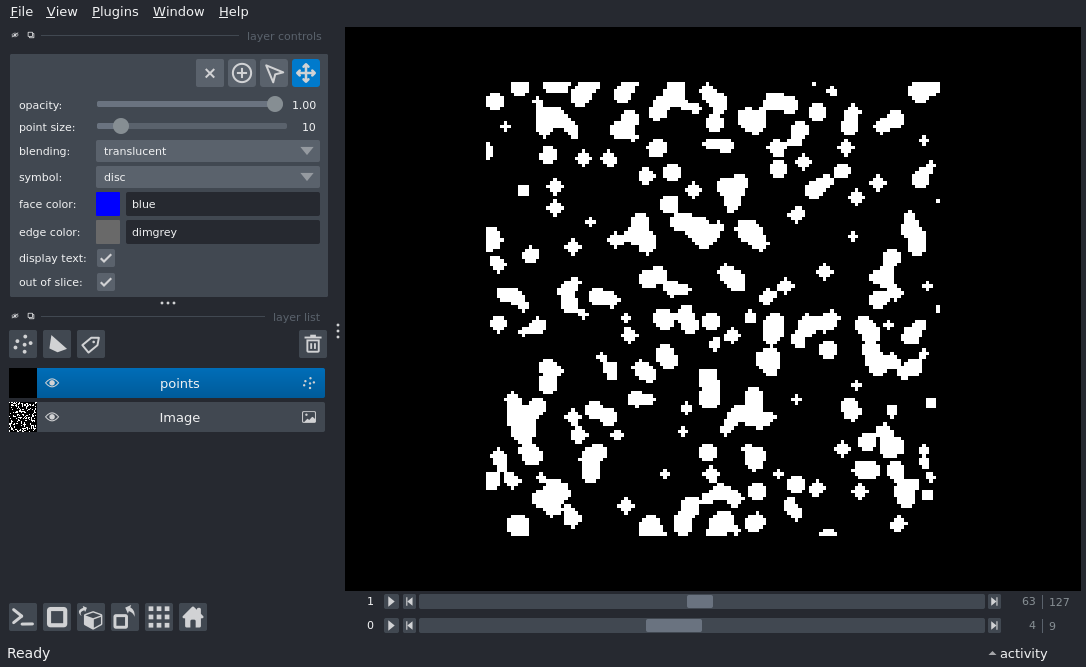 File View Plugins Window Help
layer controls
opacity: 1.00
point size: 10
blending: translucent
symbol: disc
face color: blue
edge color: dimgrey
display text:
out of slice:
layer list
points
Image
1 63 | 127
0 4 | 9
Ready activity